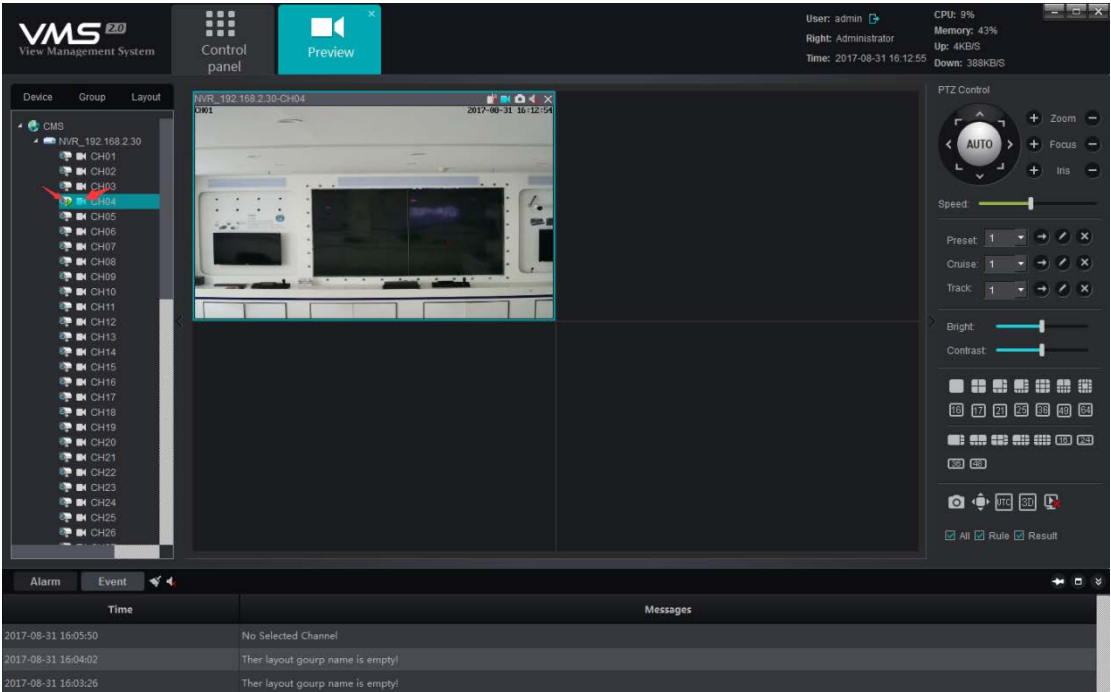 VMS 2.0
View Management System
Control
panel
Preview
User: admin
Right: Administrator
Time: 2017-08-31 16:12:55
CPU: 9%
Memory: 43%
Up: 4KB/S
Down: 388KB/S
Device Group Layout
CMS
NVR_192.168.2.30
CH01
CH02
CH03
CH04
CH05
CH06
CH07
CH08
CH09
CH10
CH11
CH12
CH13
CH14
CH15
CH16
CH17
CH18
CH19
CH20
CH21
CH22
CH23
CH24
CH25
CH26
NVR_192.168.2.30-CH04
CH01 2017-08-31 16:12:54
PTZ Control
AUTO
Zoom
Focus
Iris
Speed:
Preset: 1
Cruise: 1
Track: 1
Bright:
Contrast:
16 17 21 25 36 49 64
18 24
36 48
UTC 3D
All Rule Result
Alarm Event
Time Messages
2017-08-31 16:05:50 No Selected Channel
2017-08-31 16:04:02 Ther layout gourp name is empty!
2017-08-31 16:03:26 Ther layout gourp name is empty!